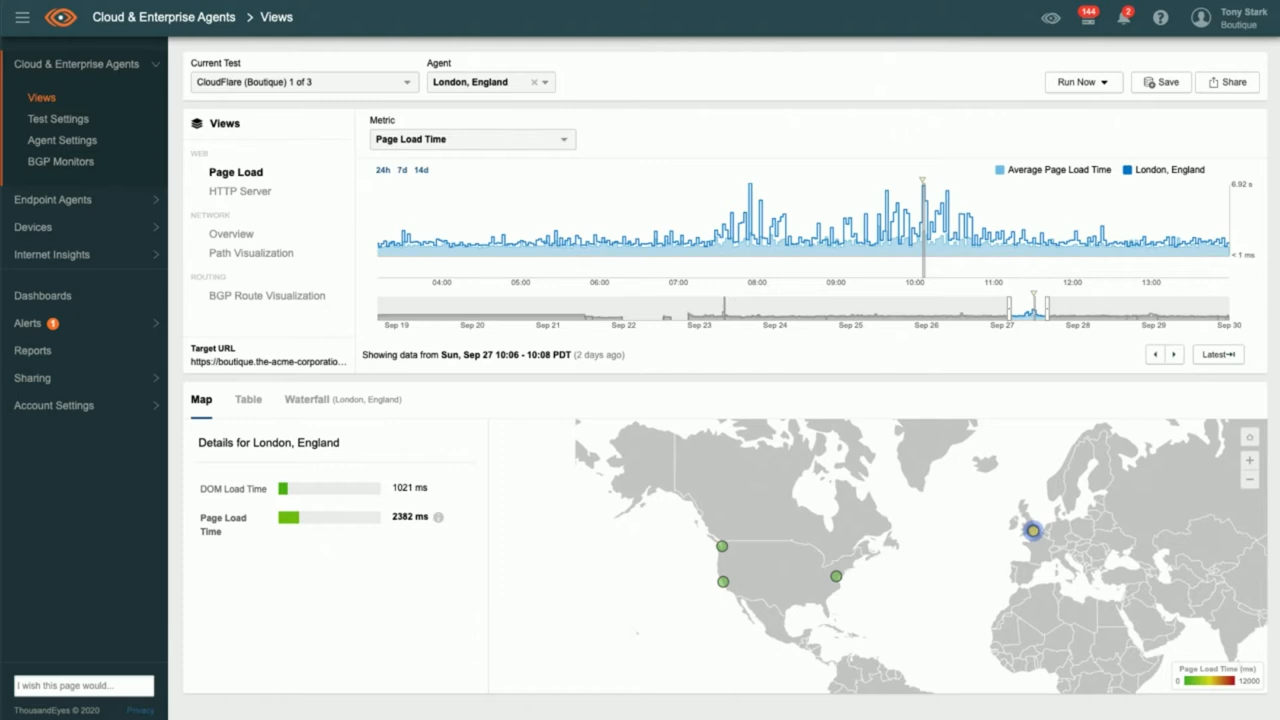 Cloud & Enterprise Agents > Views
144
2
Tony Stark
Boutique
Cloud & Enterprise Agents
Views
Test Settings
Agent Settings
BGP Monitors
Endpoint Agents
Devices
Internet Insights
Dashboards
Alerts 1
Reports
Sharing
Account Settings
I wish this page would...
ThousandEyes © 2020 Privacy
Current Test
CloudFlare (Boutique) 1 of 3
Agent
London, England
Run Now
Save
Share
Views
WEB
Page Load
HTTP Server
NETWORK
Overview
Path Visualization
ROUTING
BGP Route Visualization
Target URL
https://boutique.the-acme-corporatio...
Metric
Page Load Time
24h 7d 14d
Average Page Load Time London, England
6.92 s
< 1 ms
04:00 05:00 06:00 07:00 08:00 09:00 10:00 11:00 12:00 13:00
Sep 19 Sep 20 Sep 21 Sep 22 Sep 23 Sep 24 Sep 25 Sep 26 Sep 27 Sep 28 Sep 29 Sep 30
Showing data from Sun, Sep 27 10:06 - 10:08 PDT (2 days ago)
Latest
Map Table Waterfall (London, England)
Details for London, England
DOM Load Time 1021 ms
Page Load 2382 ms
Time
Page Load Time (ms)
0 12000